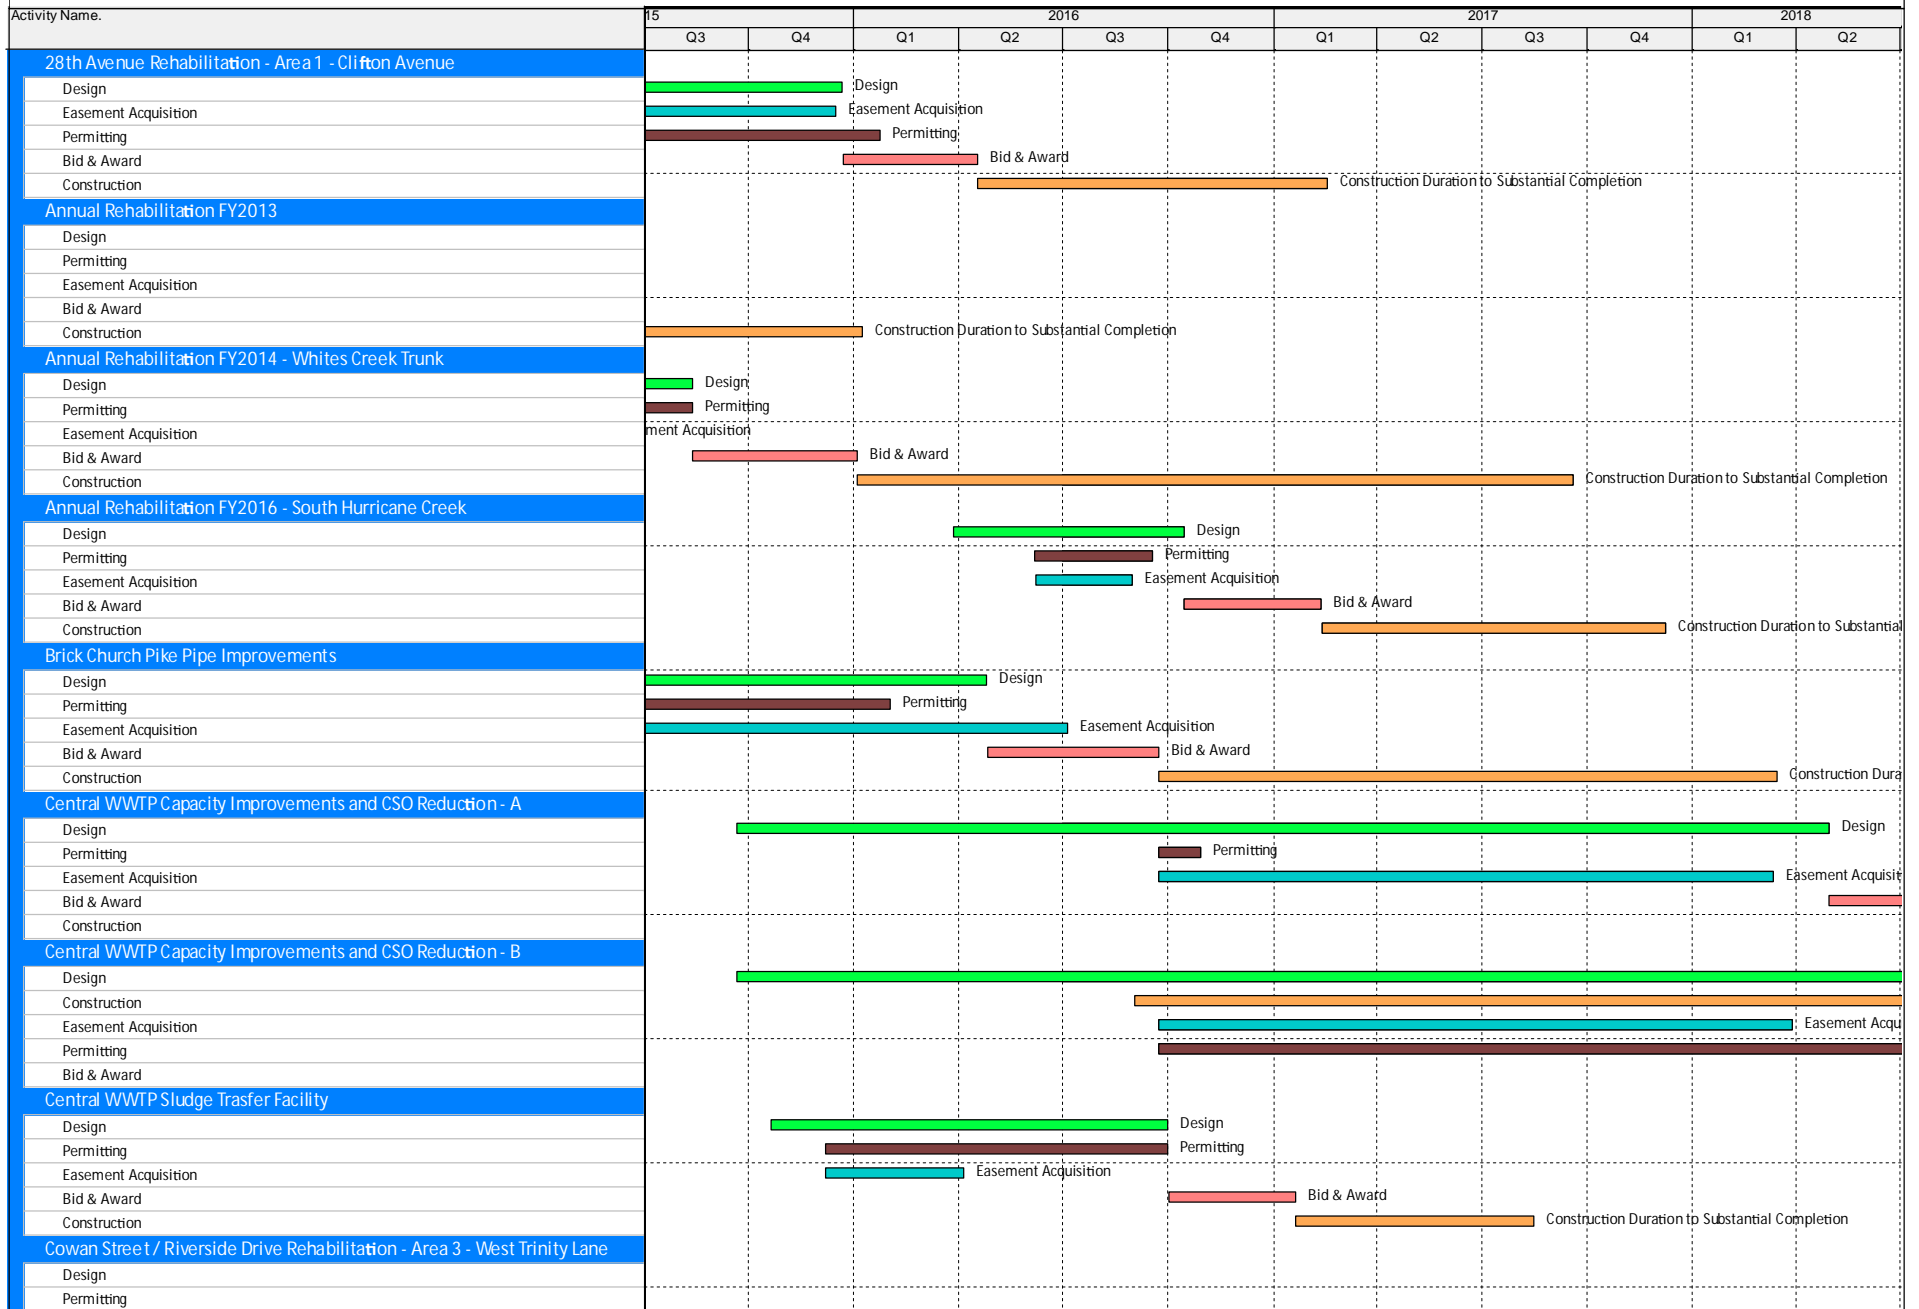 Activity Name. 15 2016 2017 2018
Q3 Q4 Q1 Q2 Q3 Q4 Q1 Q2 Q3 Q4 Q1 Q2
28th Avenue Rehabilitation - Area 1 - Clifton Avenue
Design Design
Easement Acquisition Easement Acquisition
Permitting Permitting
Bid & Award Bid & Award
Construction Construction Duration to Substantial Completion
Annual Rehabilitation FY2013
Design
Permitting
Easement Acquisition
Bid & Award
Construction Construction Duration to Substantial Completion
Annual Rehabilitation FY2014 - Whites Creek Trunk
Design Design
Permitting Permitting
Easement Acquisition ment Acquisition
Bid & Award Bid & Award
Construction Construction Duration to Substantial Completion
Annual Rehabilitation FY2016 - South Hurricane Creek
Design Design
Permitting Permitting
Easement Acquisition Easement Acquisition
Bid & Award Bid & Award
Construction Construction Duration to Substantial
Brick Church Pike Pipe Improvements
Design Design
Permitting Permitting
Easement Acquisition Easement Acquisition
Bid & Award Bid & Award
Construction Construction Dura
Central WWTP Capacity Improvements and CSO Reduction - A
Design Design
Permitting Permitting
Easement Acquisition Easement Acquisit
Bid & Award
Construction
Central WWTP Capacity Improvements and CSO Reduction - B
Design
Construction
Easement Acquisition Easement Acqu
Permitting
Bid & Award
Central WWTP Sludge Trasfer Facility
Design Design
Permitting Permitting
Easement Acquisition Easement Acquisition
Bid & Award Bid & Award
Construction Construction Duration to Substantial Completion
Cowan Street / Riverside Drive Rehabilitation - Area 3 - West Trinity Lane
Design
Permitting